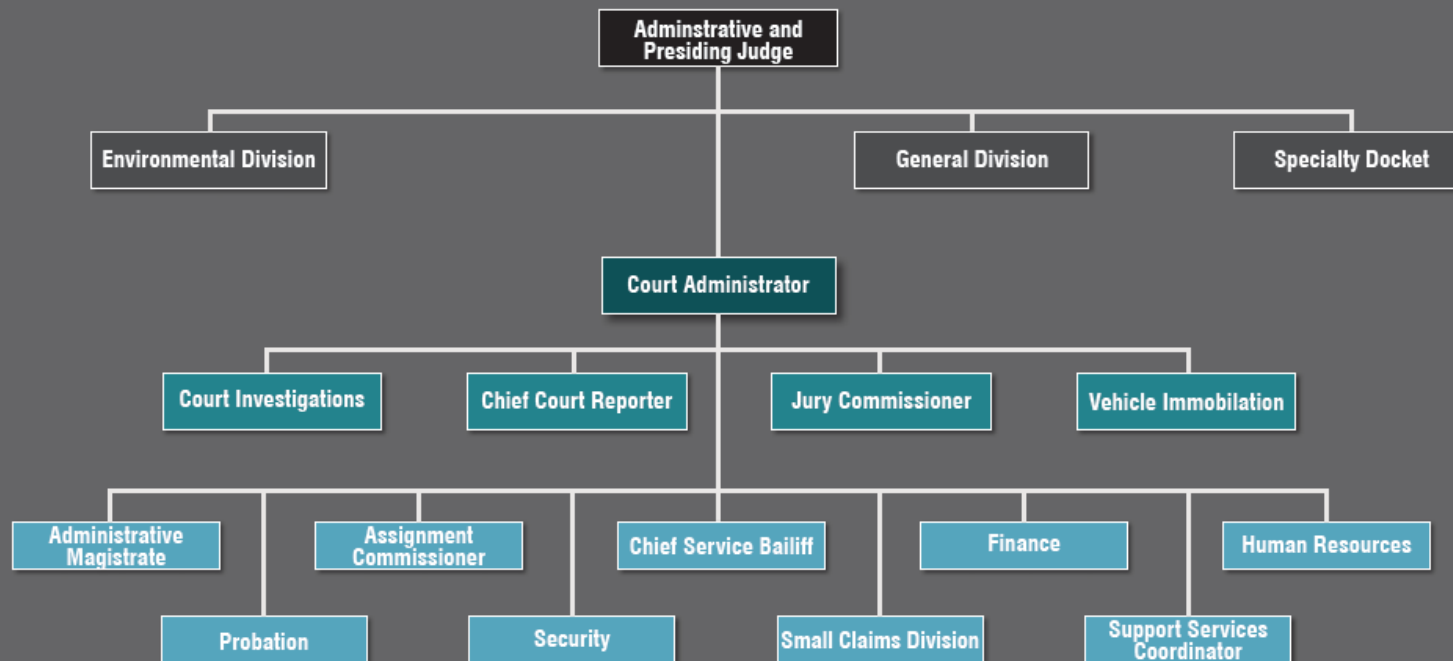 Adminstrative and
Presiding Judge
Environmental Division
General Division
Specialty Docket
Court Administrator
Court Investigations
Chief Court Reporter
Jury Commissioner
Vehicle Immobilation
Administrative
Magistrate
Assignment
Commissioner
Chief Service Bailiff
Finance
Human Resources
Probation
Security
Small Claims Division
Support Services
Coordinator